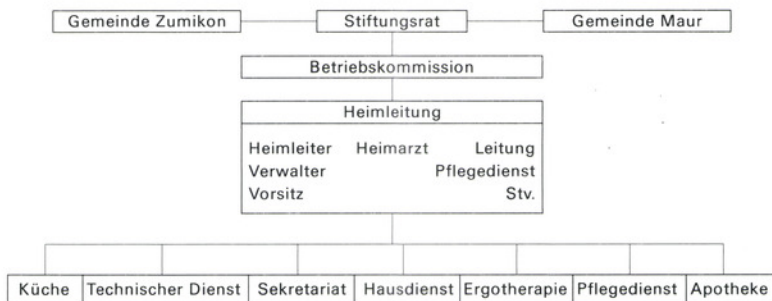 Gemeinde Zumikon Stiftungsrat Gemeinde Maur
Betriebskommission
Heimleitung
Heimleiter Heimarzt Leitung
Verwalter Pflegedienst
Vorsitz Stv.
Küche Technischer Dienst Sekretariat Hausdienst Ergotherapie Pflegedienst Apotheke